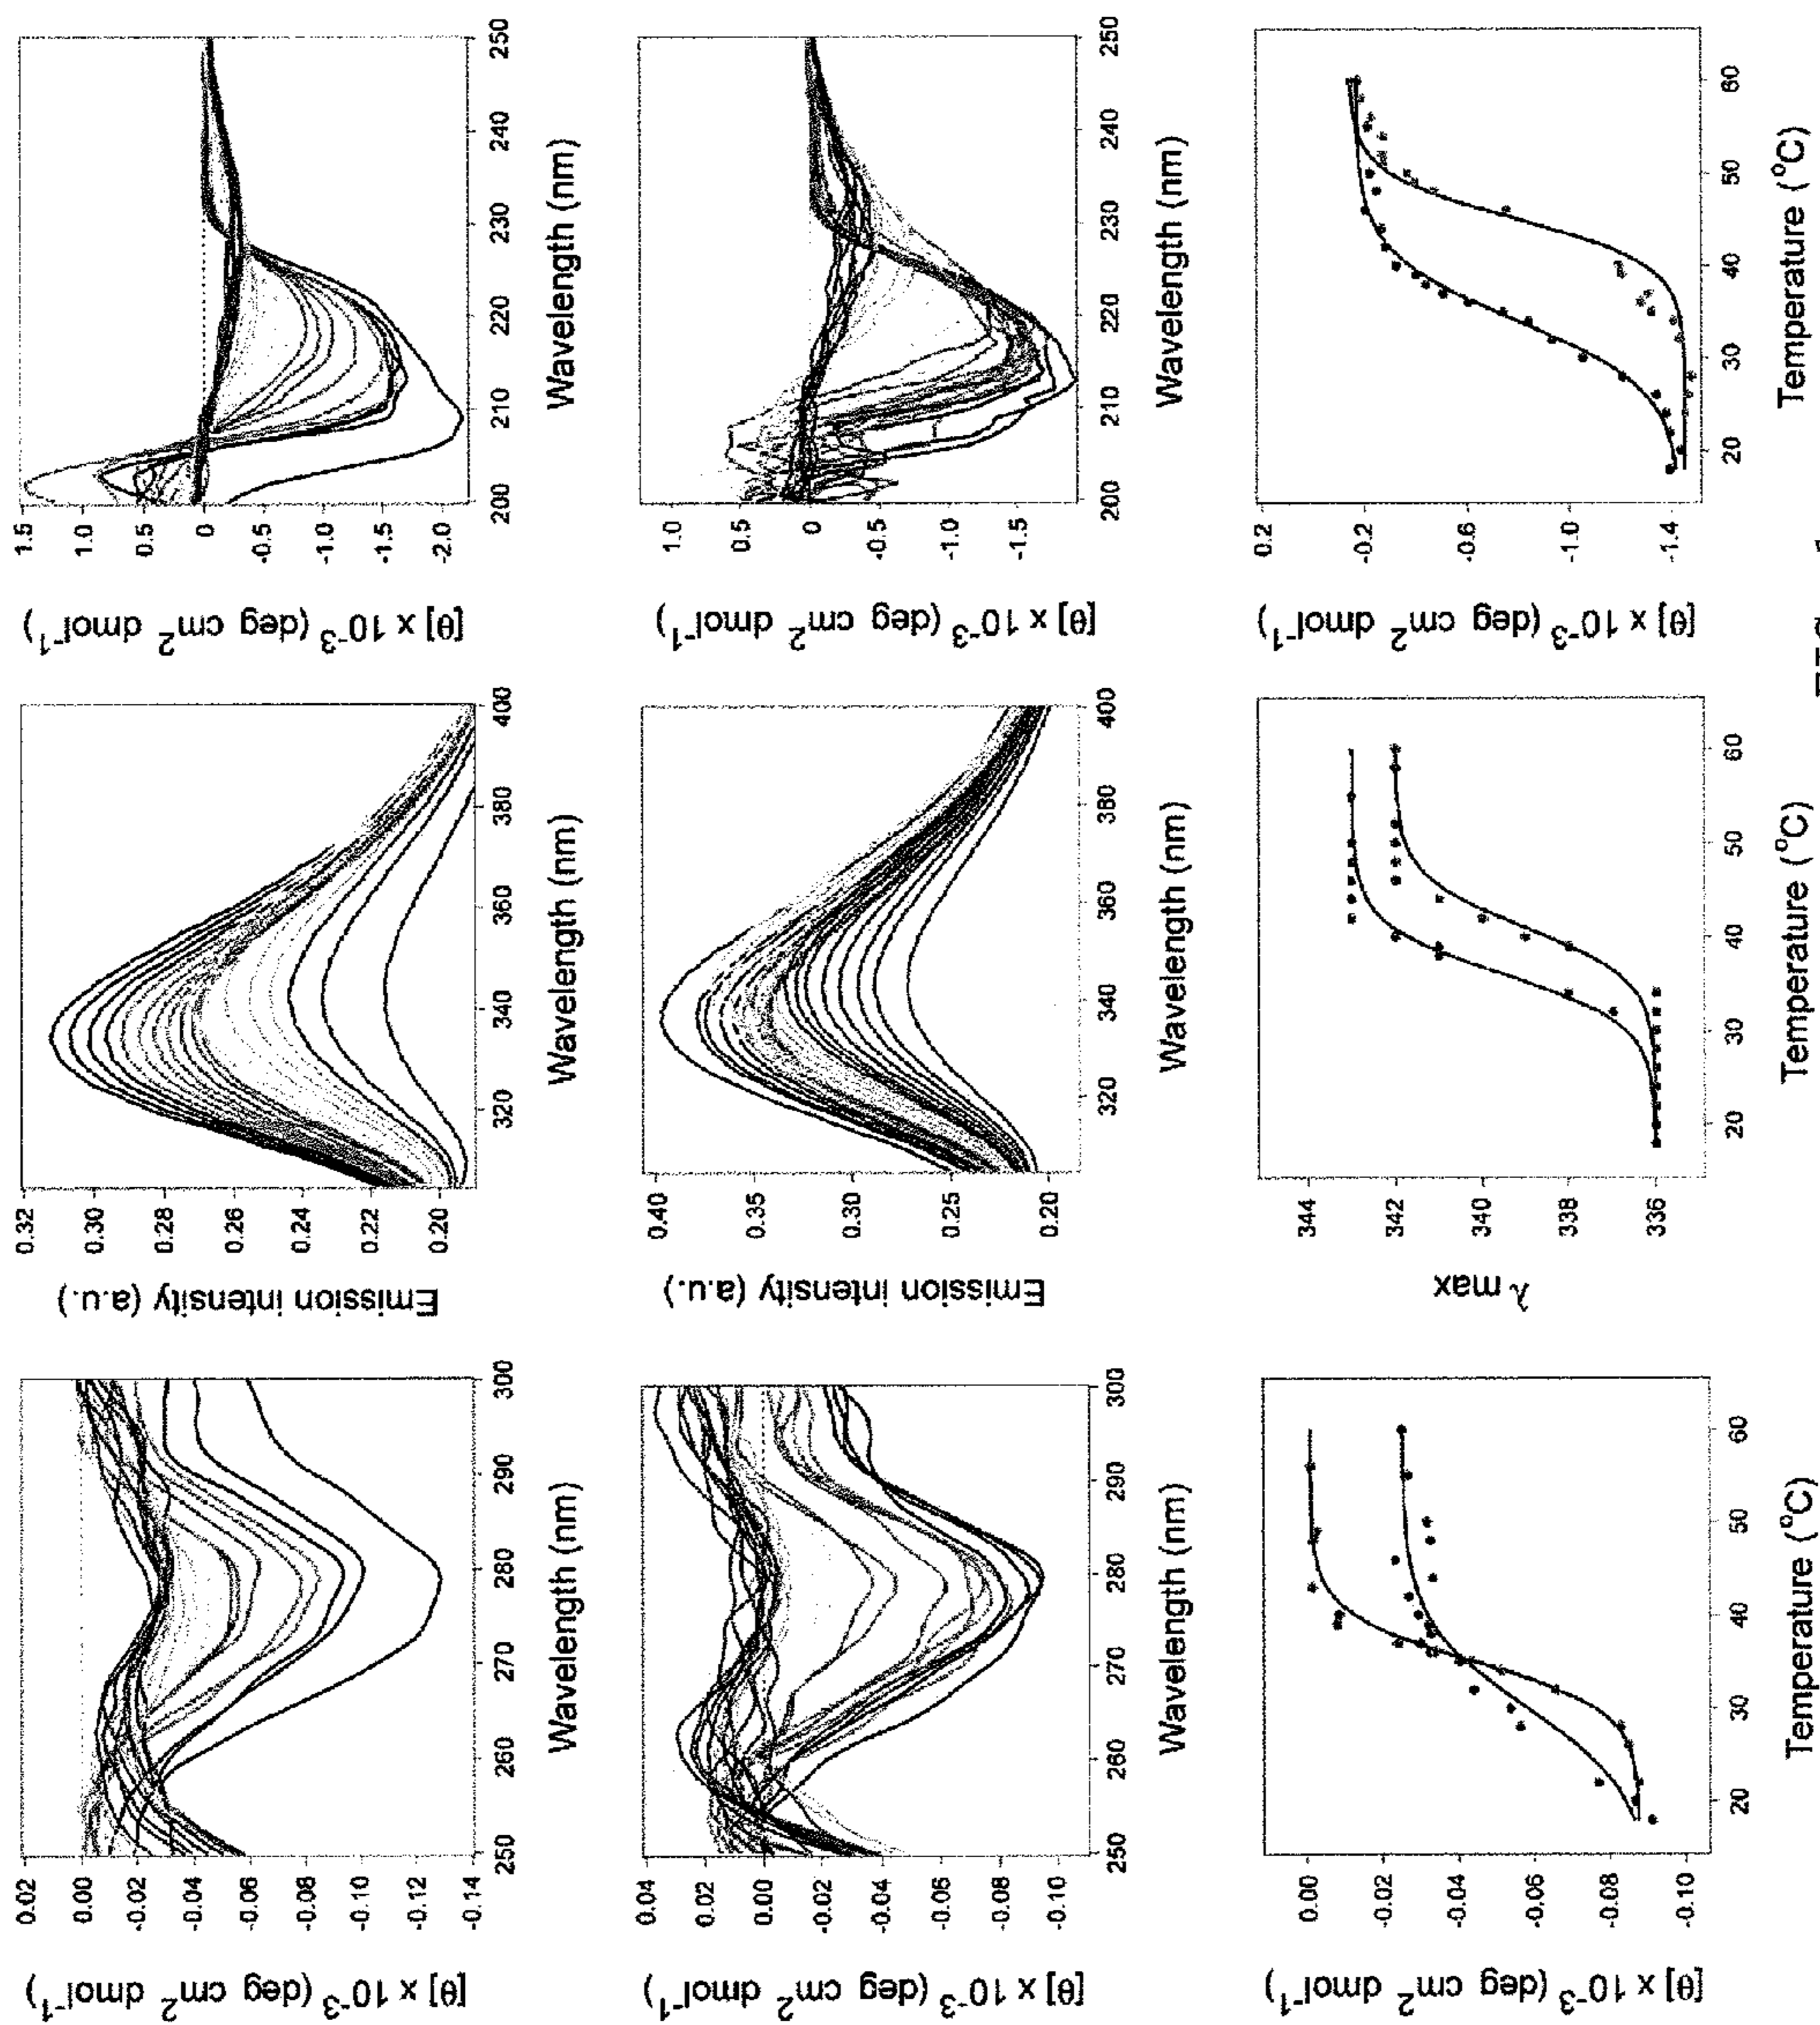 [θ] x 10⁻³ (deg cm² dmol⁻¹)
0.02
0.00
-0.02
-0.04
-0.06
-0.08
-0.10
-0.12
-0.14
250 260 270 280 290 300
Wavelength (nm)
Emission intensity (a.u.)
0.32
0.30
0.28
0.26
0.24
0.22
0.20
320 340 360 380 400
Wavelength (nm)
[θ] x 10⁻³ (deg cm² dmol⁻¹)
1.5
1.0
0.5
0
-0.5
-1.0
-1.5
-2.0
200 210 220 230 240 250
Wavelength (nm)
[θ] x 10⁻³ (deg cm² dmol⁻¹)
0.04
0.02
0.00
-0.02
-0.04
-0.06
-0.08
-0.10
250 260 270 280 290 300
Wavelength (nm)
Emission intensity (a.u.)
0.40
0.35
0.30
0.25
0.20
320 340 360 380 400
Wavelength (nm)
[θ] x 10⁻³ (deg cm² dmol⁻¹)
1.0
0.5
0
-0.5
-1.0
-1.5
200 210 220 230 240 250
Wavelength (nm)
[θ] x 10⁻³ (deg cm² dmol⁻¹)
0.00
-0.02
-0.04
-0.06
-0.08
-0.10
20 30 40 50 60
Temperature (°C)
λ max
344
342
340
338
336
20 30 40 50 60
Temperature (°C)
[θ] x 10⁻³ (deg cm² dmol⁻¹)
0.2
-0.2
-0.6
-1.0
-1.4
20 30 40 50 60
Temperature (°C)